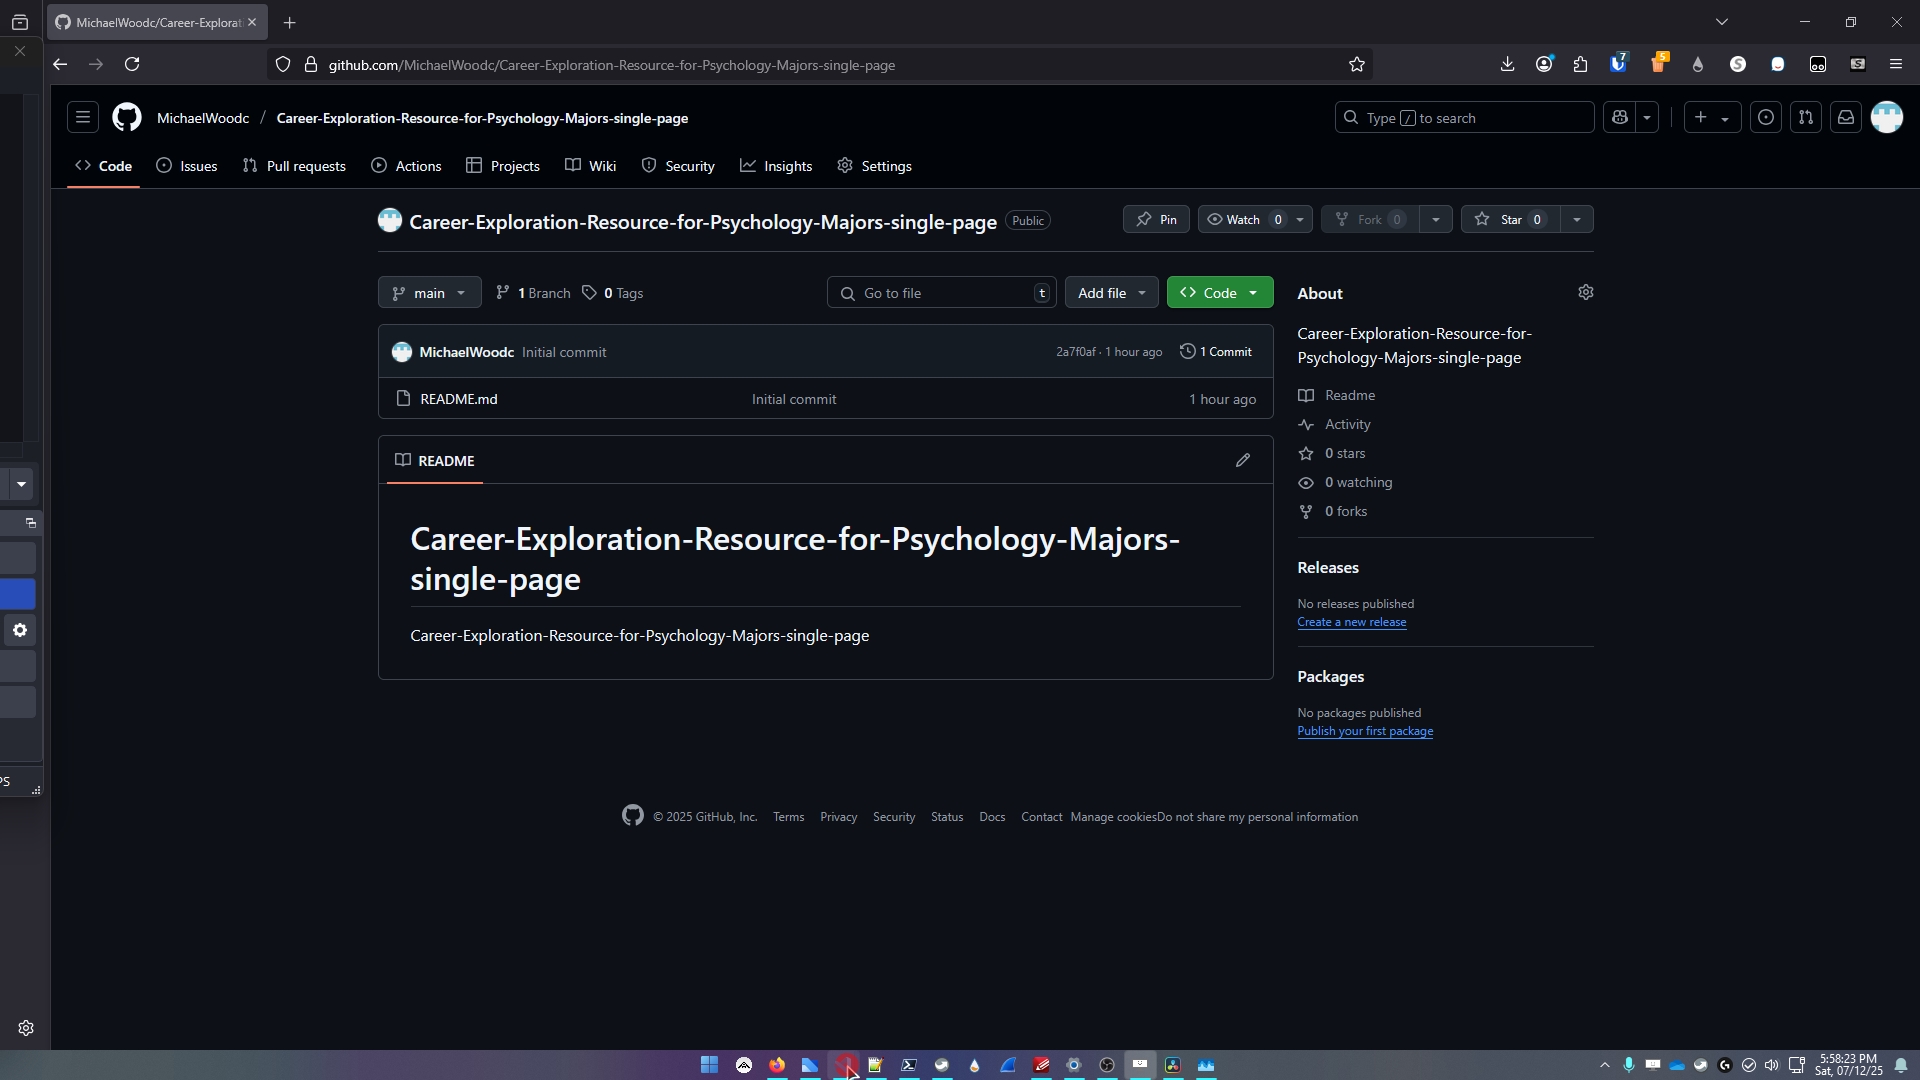 MichaelWoodc/Career-Explorat
github.com/MichaelWoodc/Career-Exploration-Resource-for-Psychology-Majors-single-page
7
5
MichaelWoodc / Career-Exploration-Resource-for-Psychology-Majors-single-page
Type / to search
Code
Issues
Pull requests
Actions
Projects
Wiki
Security
Insights
Settings
Career-Exploration-Resource-for-Psychology-Majors-single-page
Public
Pin
Watch 0
Fork 0
Star 0
main
1 Branch
0 Tags
Go to file
t
Add file
Code
MichaelWoodc Initial commit
2a7f0af · 1 hour ago
1 Commit
README.md
Initial commit
1 hour ago
README
Career-Exploration-Resource-for-Psychology-Majors-
single-page
Career-Exploration-Resource-for-Psychology-Majors-single-page
About
Career-Exploration-Resource-for-
Psychology-Majors-single-page
Readme
Activity
0 stars
0 watching
0 forks
Releases
No releases published
Create a new release
Packages
No packages published
Publish your first package
© 2025 GitHub, Inc.
Terms
Privacy
Security
Status
Docs
Contact
Manage cookies
Do not share my personal information
5:58:23 PM
Sat, 07/12/25